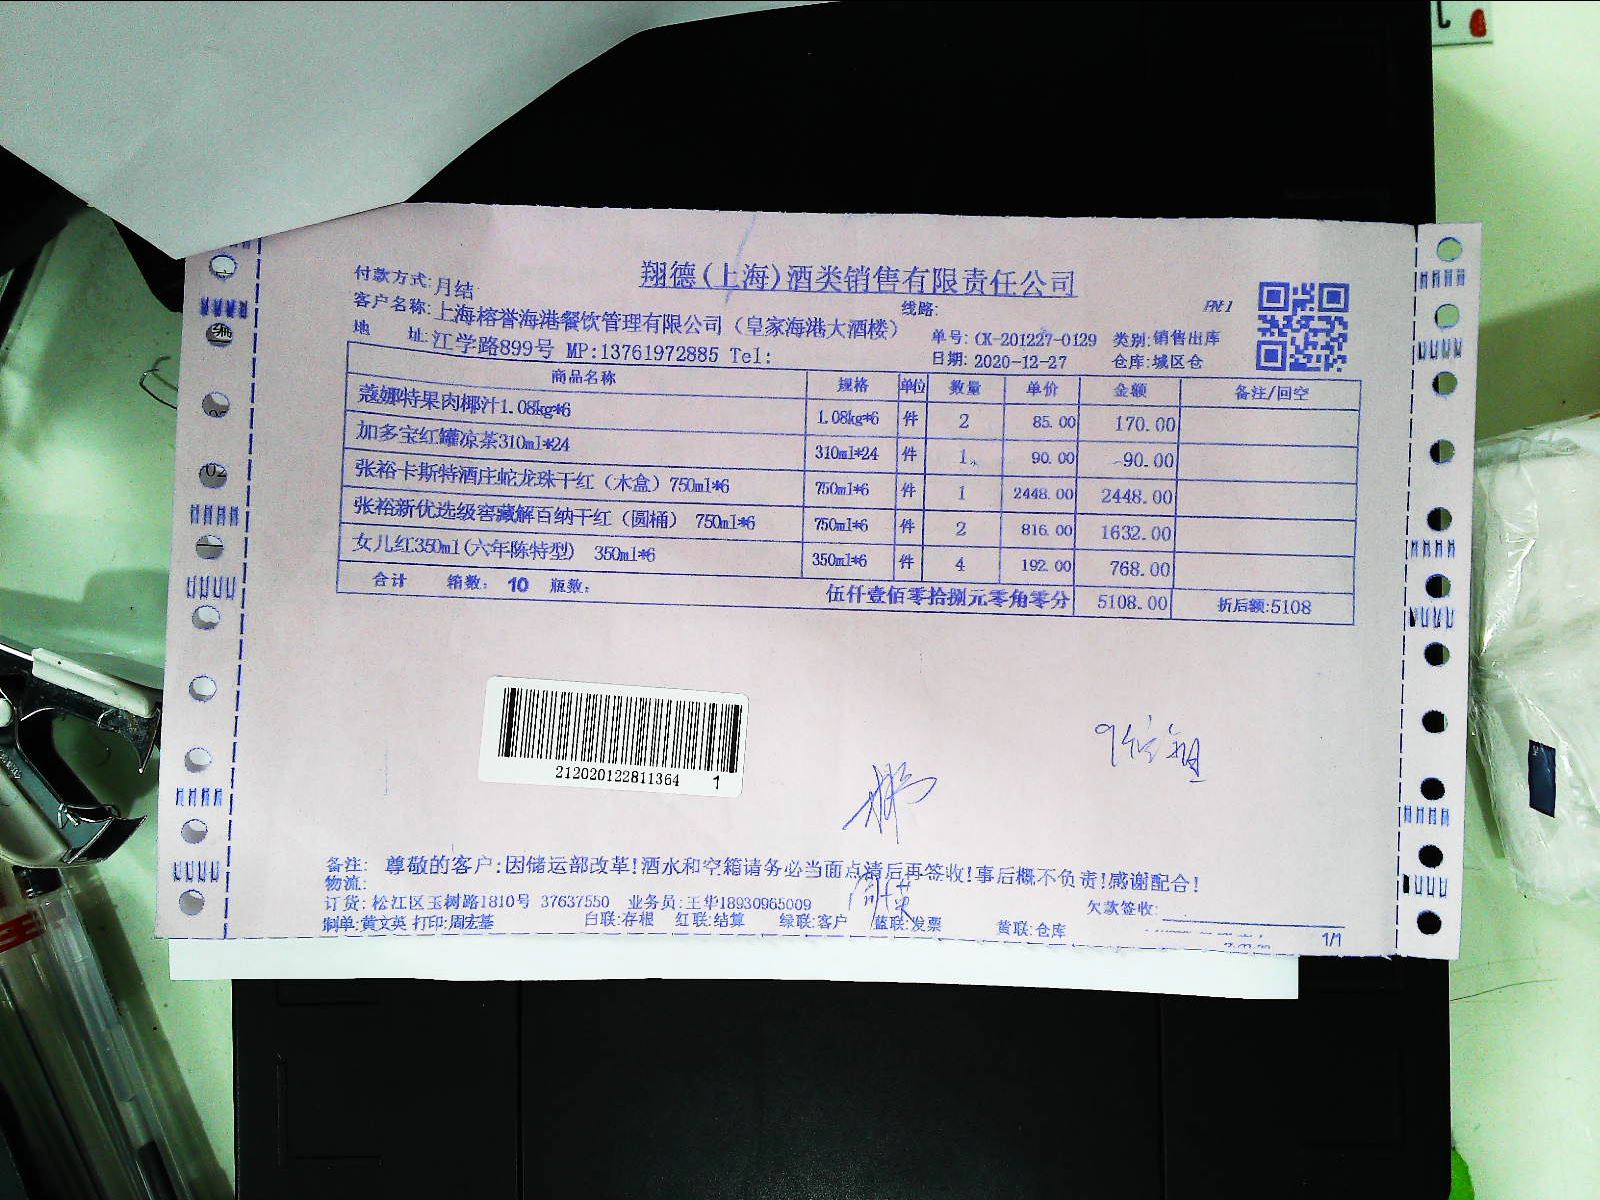 翔德(上海)酒类销售有限责任公司
付款方式:月结
线路:
客户名称:上海榕誉海港餐饮管理有限公司（皇家海港大酒楼）
单号: CK-201227-0129 类别:销售出库
地 址:江学路899号 MP:13761972885 Tel:
日期: 2020-12-27 仓库:城区仓
商品名称 规格 单位 数量 单价 金额 备注/回空
蔻娜特果肉椰汁1.08kg*6 1.08kg*6 件 2 85.00 170.00
加多宝红罐凉茶310ml*24 310ml*24 件 1 90.00 90.00
张裕卡斯特酒庄蛇龙珠干红（木盒）750ml*6 750ml*6 件 1 2448.00 2448.00
张裕新优选级窖藏解百纳干红（圆桶） 750ml*6 750ml*6 件 2 816.00 1632.00
女儿红350ml(六年陈特型) 350ml*6 350ml*6 件 4 192.00 768.00
合计 箱数: 10 瓶数: 伍仟壹佰零拾捌元零角零分 5108.00 折后额:5108
212020122811364 1
备注: 尊敬的客户:因储运部改革!酒水和空箱请务必当面点清后再签收!事后概不负责!感谢配合!
物流:
订货: 松江区玉树路1810号 37637550 业务员:王华18930965009
欠款签收:
制单:黄文英 打印:周宏基 白联:存根 红联:结算 绿联:客户 蓝联:发票 黄联:仓库
1/1